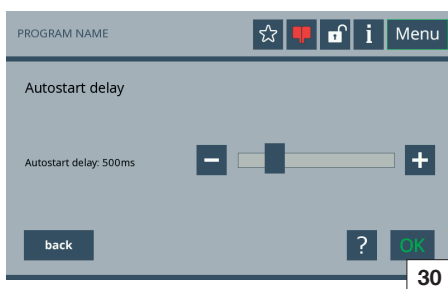 PROGRAM NAME
i
Menu
Autostart delay
Autostart delay: 500ms
− +
back
?
OK
30